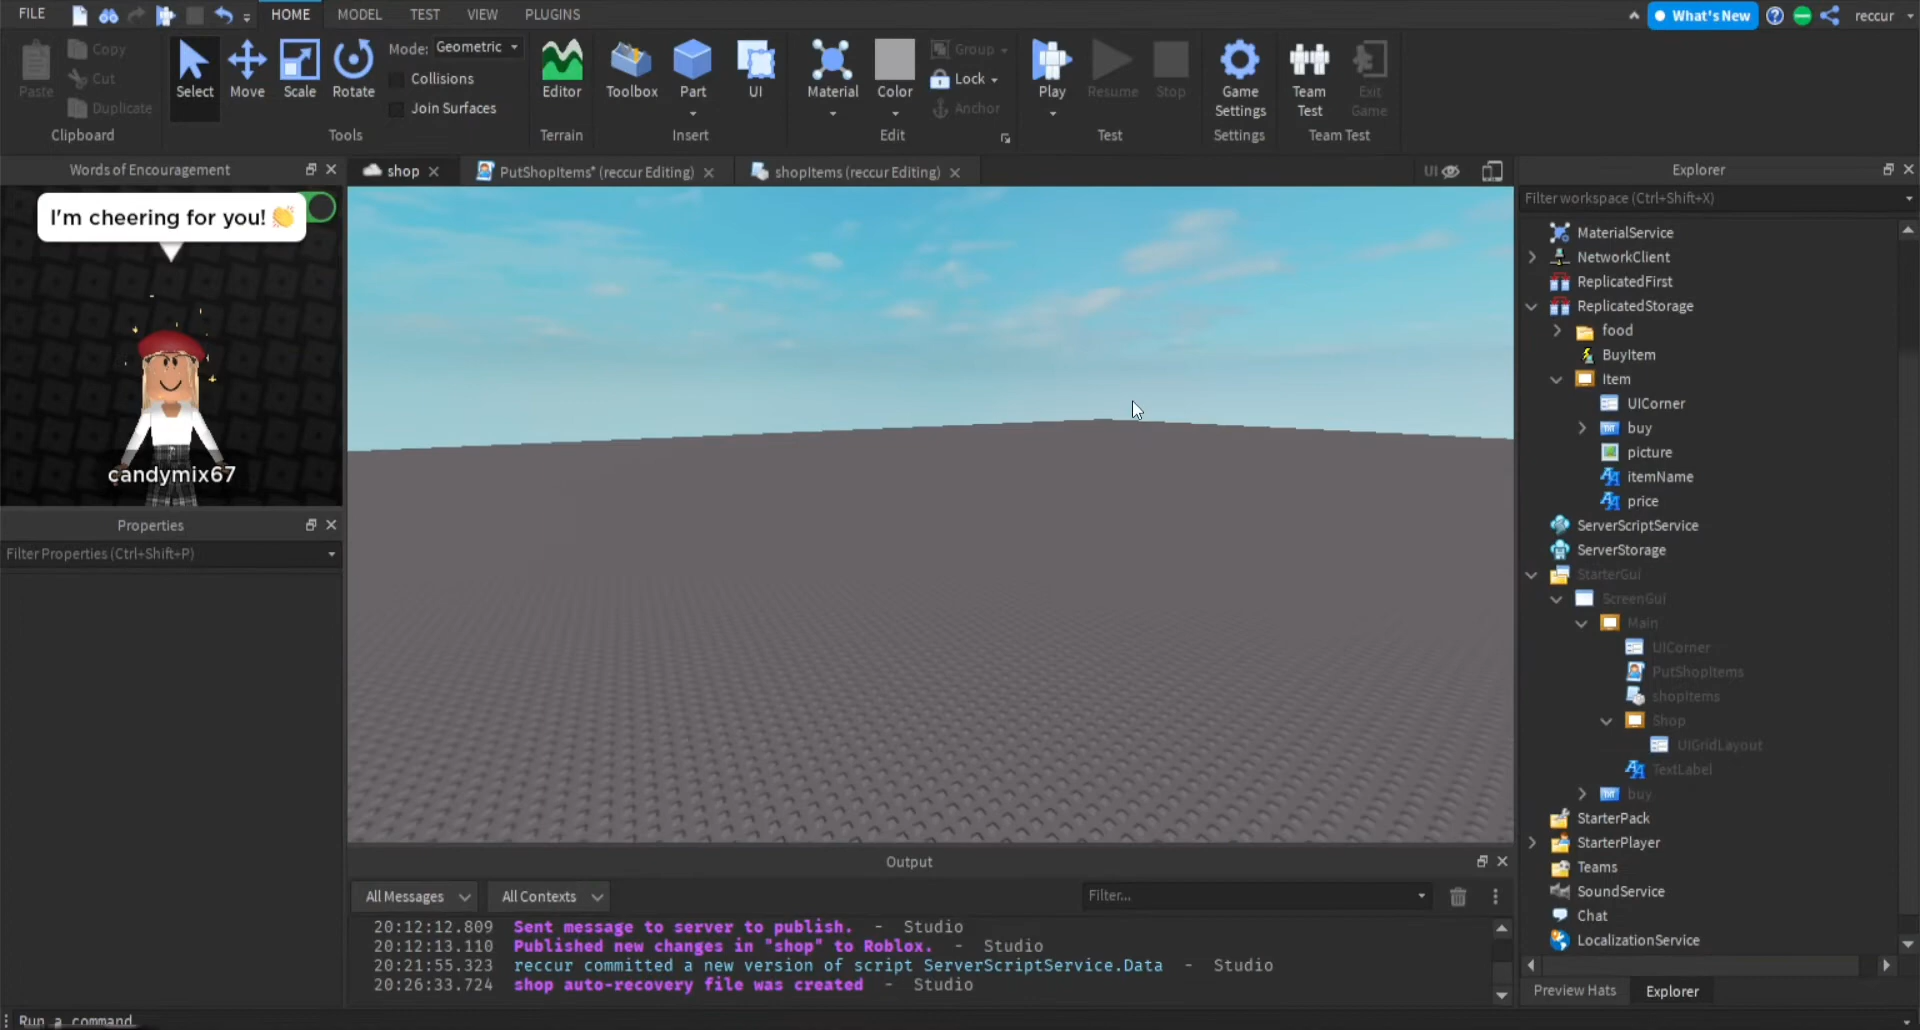 FILE
HOME
MODEL
TEST
VIEW
PLUGINS
What's New
reccur
Paste
Copy
Cut
Duplicate
Clipboard
Select
Move
Scale
Rotate
Mode: Geometric
Collisions
Join Surfaces
Tools
Editor
Terrain
Toolbox
Part
UI
Insert
Material
Color
Group
Lock
Anchor
Edit
Play
Resume
Stop
Test
Game
Settings
Settings
Team
Test
Exit
Game
Team Test
Words of Encouragement
I'm cheering for you! 👏
candymix67
Properties
Filter Properties (Ctrl+Shift+P)
shop
PutShopItems* (reccur Editing)
shopItems (reccur Editing)
UI
Output
All Messages
All Contexts
Filter...
20:12:12.809 Sent message to server to publish. - Studio
20:12:13.110 Published new changes in "shop" to Roblox. - Studio
20:21:55.323 reccur committed a new version of script ServerScriptService.Data - Studio
20:26:33.724 shop auto-recovery file was created - Studio
Run a command
Explorer
Filter workspace (Ctrl+Shift+X)
MaterialService
NetworkClient
ReplicatedFirst
ReplicatedStorage
food
BuyItem
Item
UICorner
buy
picture
itemName
price
ServerScriptService
ServerStorage
StarterGui
ScreenGui
Main
UICorner
PutShopItems
shopItems
Shop
UIGridLayout
TextLabel
buy
StarterPack
StarterPlayer
Teams
SoundService
Chat
LocalizationService
Preview Hats
Explorer